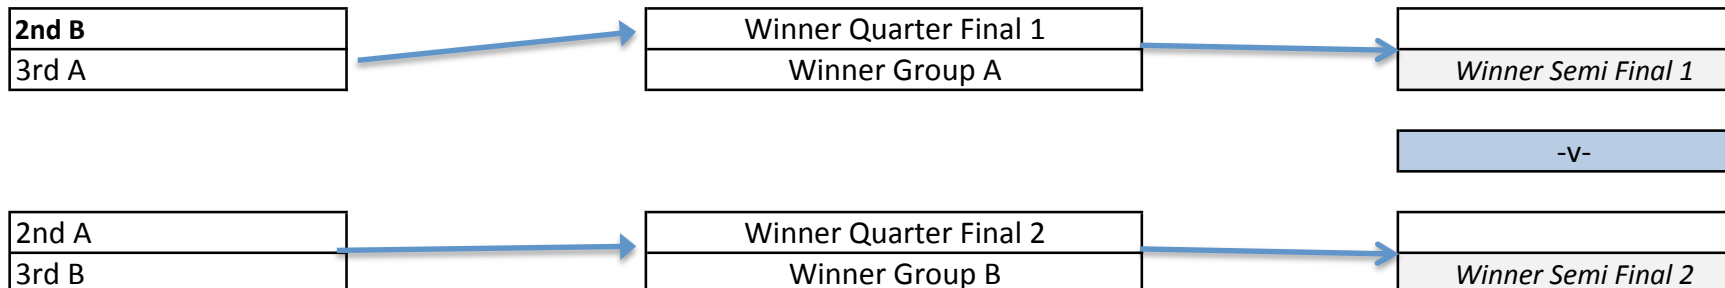 2nd B
Winner Quarter Final 1
3rd A
Winner Group A
Winner Semi Final 1
-v-
2nd A
Winner Quarter Final 2
3rd B
Winner Group B
Winner Semi Final 2